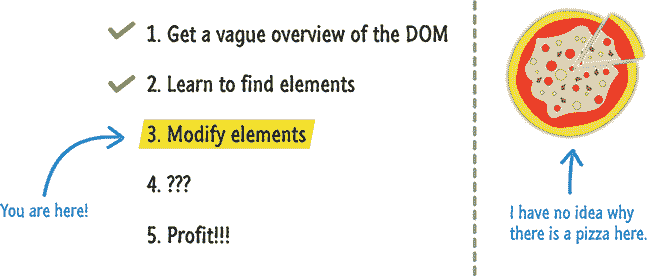 1. Get a vague overview of the DOM
2. Learn to find elements
3. Modify elements
4. ???
5. Profit!!!
You are here!
I have no idea why
there is a pizza here.